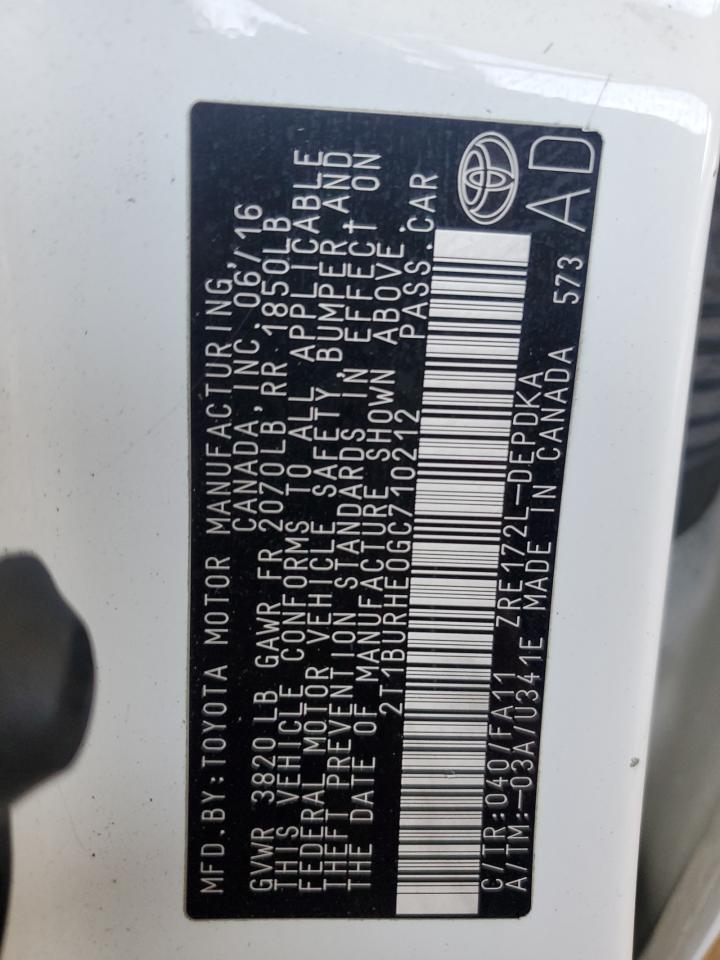 MFD.BY:TOYOTA MOTOR MANUFACTURING,
CANADA, INC. 06/16
GVWR 3820 LB GAWR FR 2070LB, RR 1850LB
THIS VEHICLE CONFORMS TO ALL APPLICABLE
FEDERAL MOTOR VEHICLE SAFETY, BUMPER, AND
THEFT PREVENTION STANDARDS IN EFFECT ON
THE DATE OF MANUFACTURE SHOWN ABOVE.
2T1BURHE0GC710212 PASS.CAR
C/TR:040/FA11 ZRE172L-DEPDKA
A/TM:-03A/U341E MADE IN CANADA 573
AD